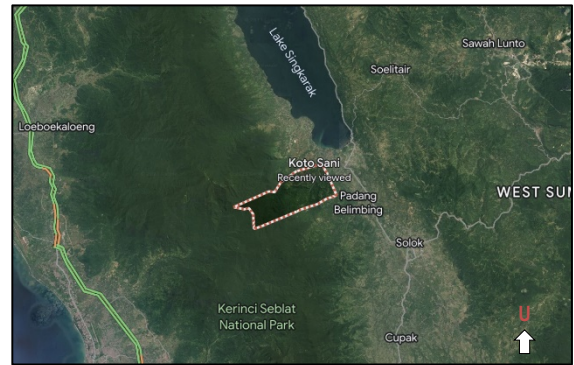 Sawah Lunto
Lake Singkarak
Soelitair
Loeboekaloeng
Koto Sani
Recently viewed
Padang
Belimbing
WEST SUM
Solok
Kerinci Seblat
National Park
U
Cupak